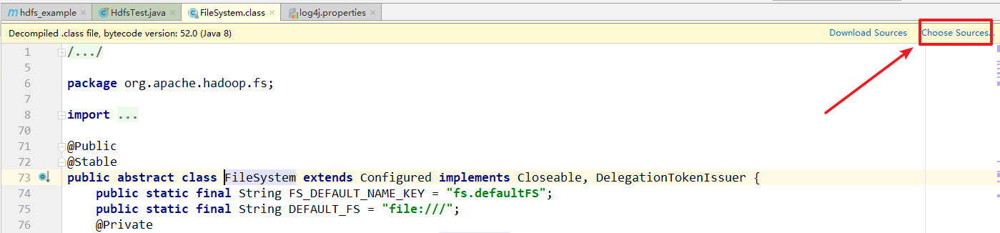 m hdfs_example × C HdfsTest.java × C FileSystem.class × log4j.properties ×
Decompiled .class file, bytecode version: 52.0 (Java 8) Download Sources Choose Sources...
1 /.../
5
6 package org.apache.hadoop.fs;
7
8 import ...
70
71 @Public
72 @Stable
73 public abstract class FileSystem extends Configured implements Closeable, DelegationTokenIssuer {
74 public static final String FS_DEFAULT_NAME_KEY = "fs.defaultFS";
75 public static final String DEFAULT_FS = "file:///";
76 @Private